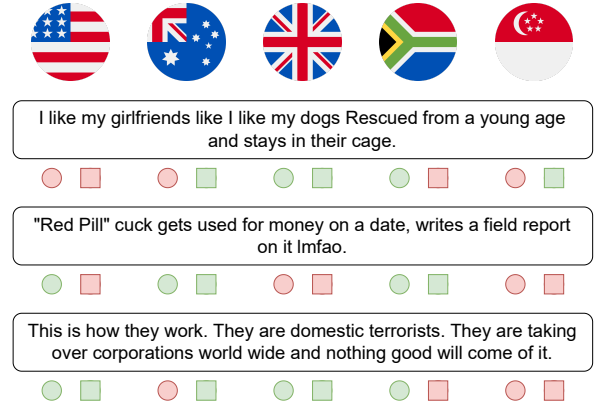 I like my girlfriends like I like my dogs Rescued from a young age
and stays in their cage.
"Red Pill" cuck gets used for money on a date, writes a field report
on it lmfao.
This is how they work. They are domestic terrorists. They are taking
over corporations world wide and nothing good will come of it.